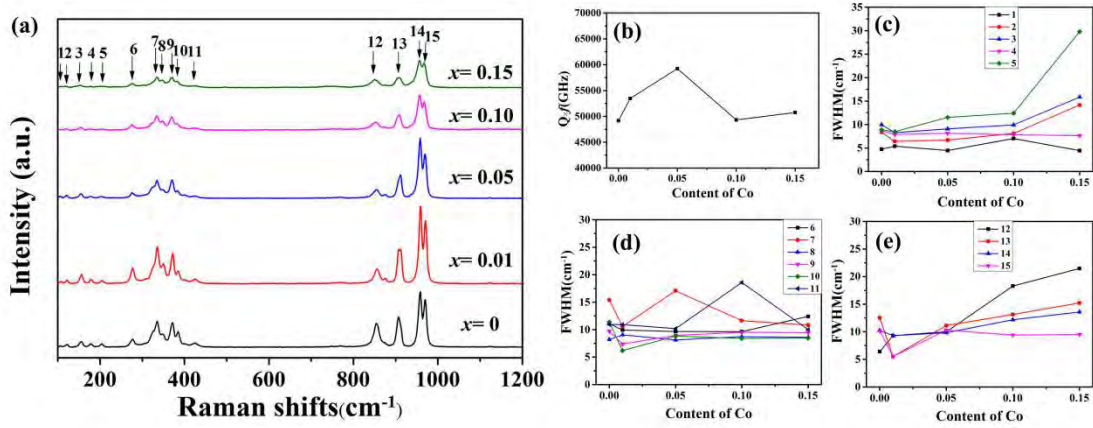 (a)
12 3 4 5 6 7 8 9 10 11 12 13 14 15
x= 0.15
x= 0.10
x= 0.05
x= 0.01
x= 0
Intensity (a.u.)
200 400 600 800 1000 1200
Raman shifts(cm-1)
(b)
70000
65000
60000
55000
50000
45000
40000
Q·f(GHz)
0.00 0.05 0.10 0.15
Content of Co
(c)
1
2
3
4
5
35
30
25
20
15
10
5
0
FWHM(cm-1)
0.00 0.05 0.10 0.15
Content of Co
(d)
6
7
8
9
10
11
30
25
20
15
10
5
0
FWHM(cm-1)
0.00 0.05 0.10 0.15
Content of Co
(e)
12
13
14
15
30
25
20
15
10
5
0
FWHM(cm-1)
0.00 0.05 0.10 0.15
Content of Co